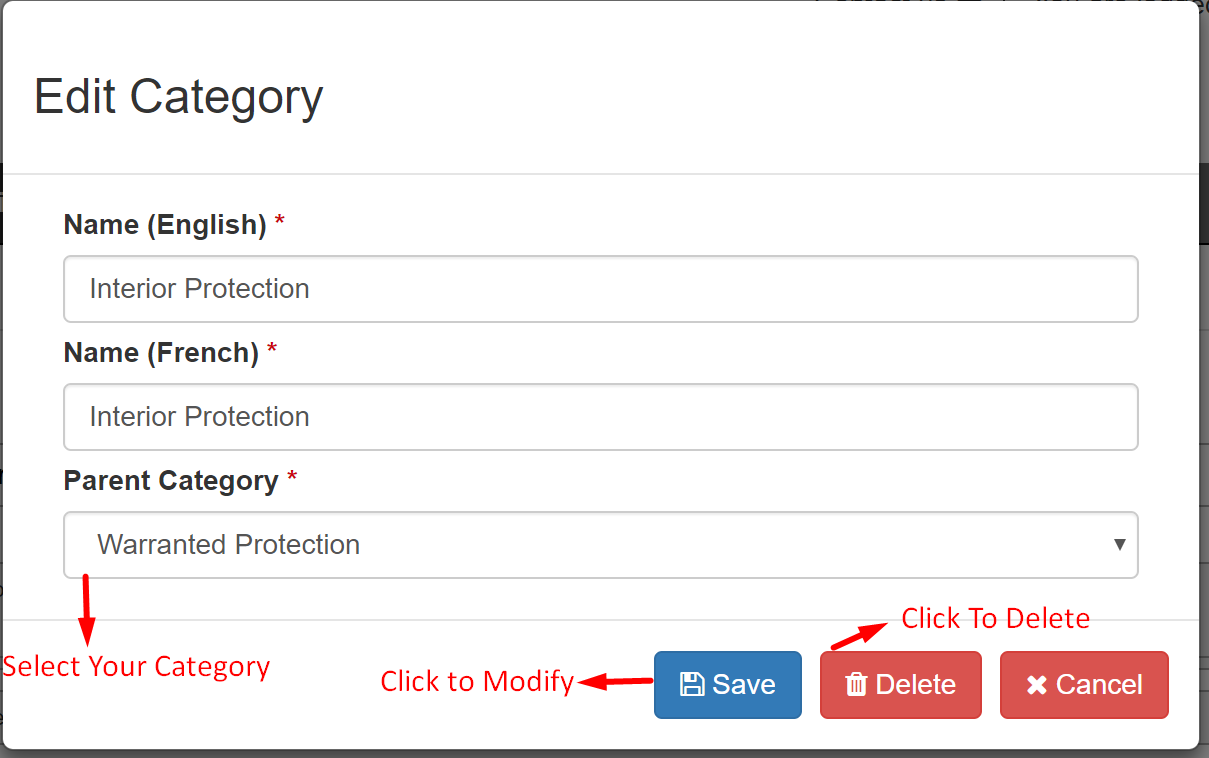 Edit Category
Name (English) *
Interior Protection
Name (French) *
Interior Protection
Parent Category *
Warranted Protection
Select Your Category
Click to Modify
Click To Delete
Save
Delete
Cancel